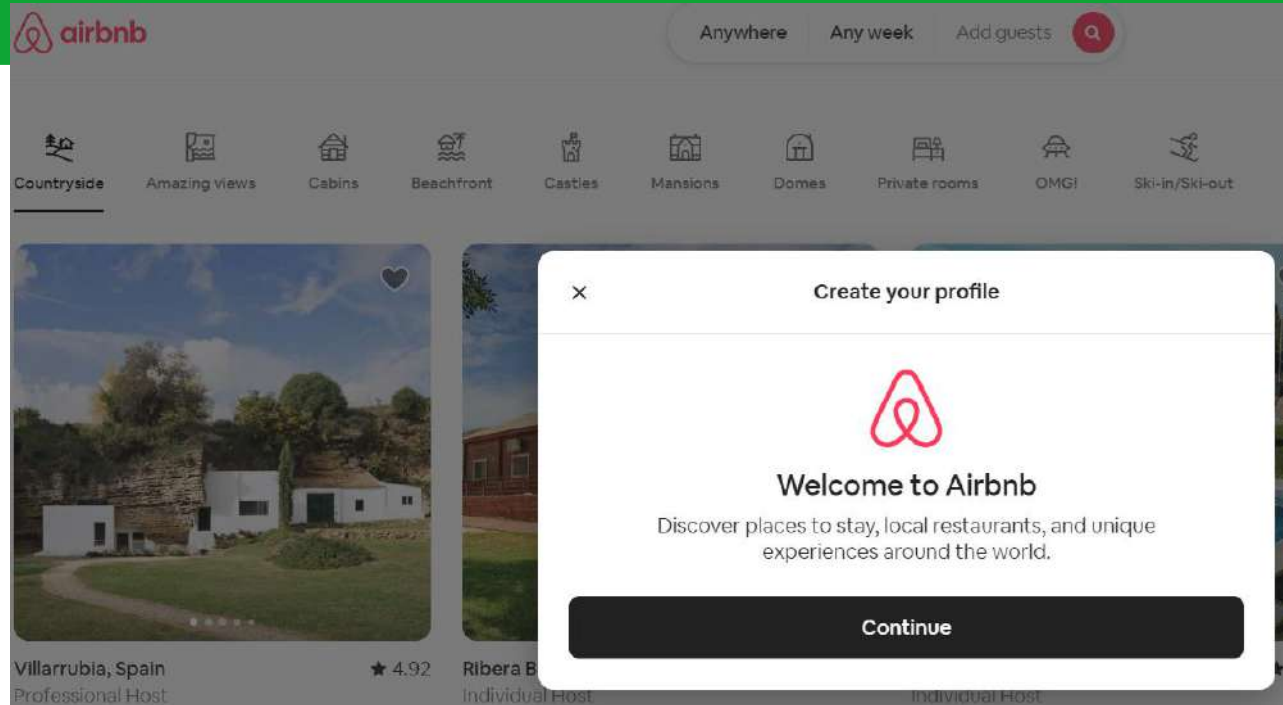 airbnb
Anywhere Any week Add guests
Countryside Amazing views Cabins Beachfront Castles Mansions Domes Private rooms OMG! Ski-in/Ski-out
Create your profile
Welcome to Airbnb
Discover places to stay, local restaurants, and unique
experiences around the world.
Continue
Villarrubia, Spain ★ 4.92 Ribera B
Professional Host Individual Host Individual Host